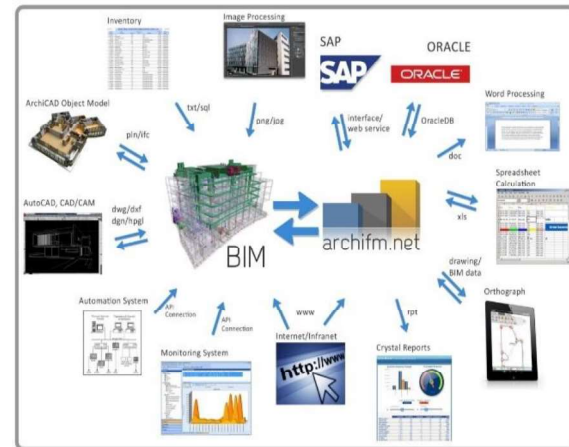 Inventory
Image Processing
SAP
ORACLE
SAP
ORACLE
Word Processing
ArchiCAD Object Model
txt/sql
png/jpg
interface/
web service
OracleDB
pln/ifc
doc
Spreadsheet
Calculation
AutoCAD, CAD/CAM
dwg/dxf
dgn/hpgl
BIM
archifm.net
xls
drawing/
BIM data
Orthograph
Automation System
API
Connection
API
Connection
www
rpt
Monitoring System
Internet/Infranet
Crystal Reports
http://www